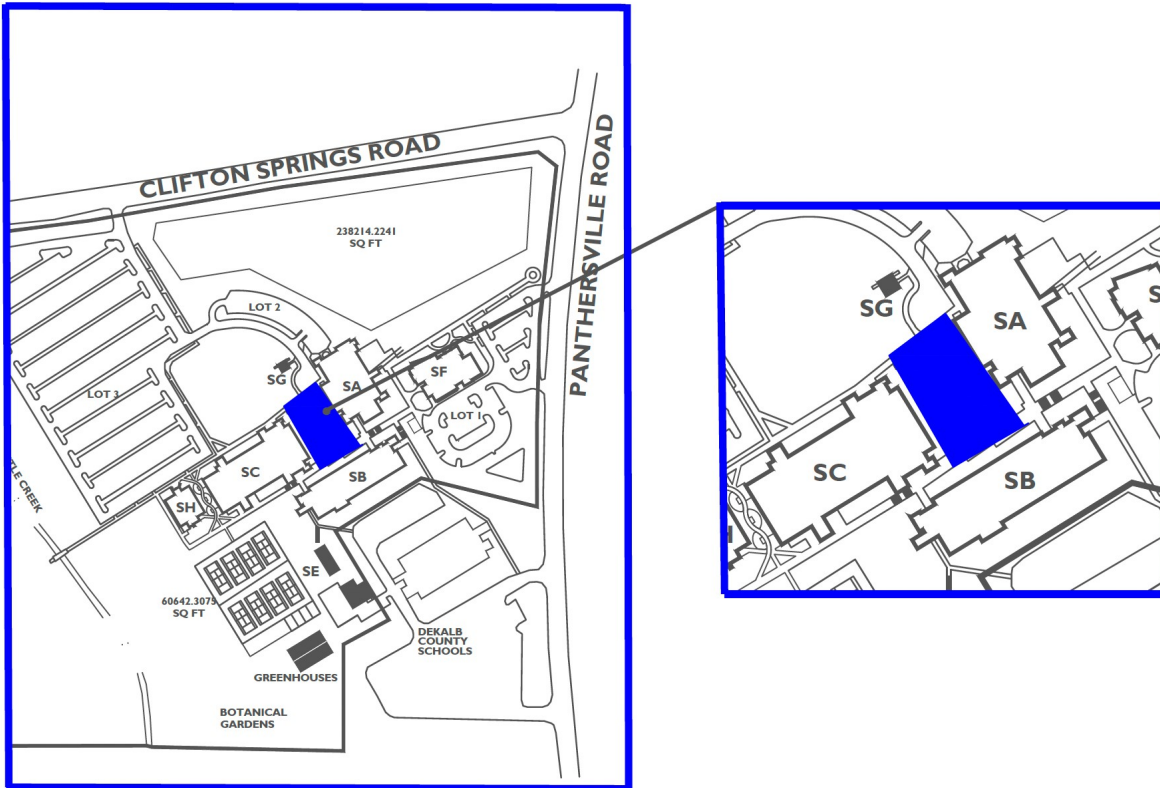 CLIFTON SPRINGS ROAD
PANTHERSVILLE ROAD
238214.2241
SQ FT
LOT 2
SG
SA
SF
LOT 3
LOT 1
SC
SB
SH
TLE CREEK
SE
60642.3075
SQ FT
DEKALB
COUNTY
SCHOOLS
GREENHOUSES
BOTANICAL
GARDENS
SG
SA
S
SC
SB